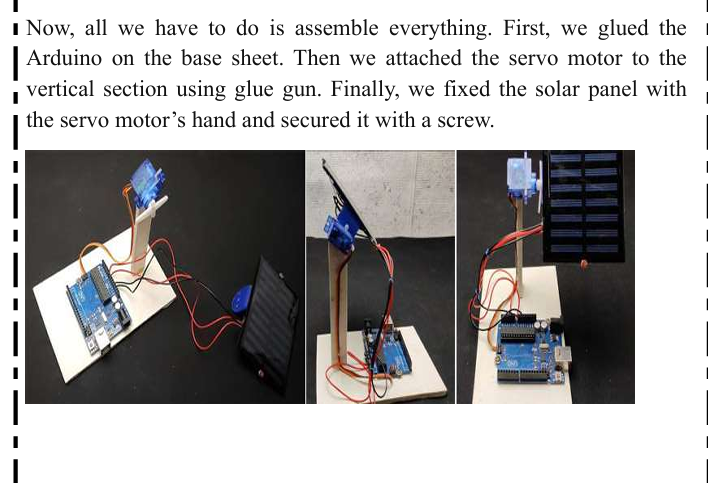 Now, all we have to do is assemble everything. First, we glued the
Arduino on the base sheet. Then we attached the servo motor to the
vertical section using glue gun. Finally, we fixed the solar panel with
the servo motor’s hand and secured it with a screw.